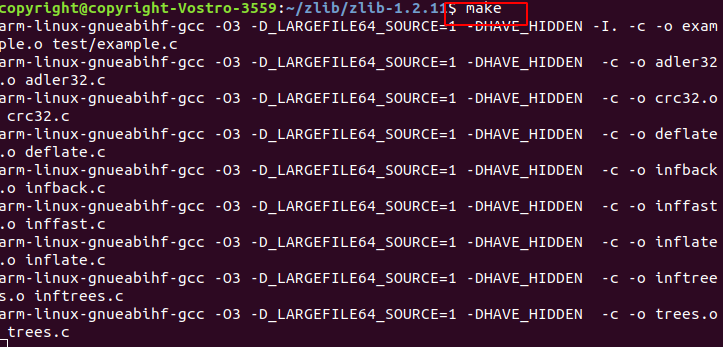 copyright@copyright-Vostro-3559:~/zlib/zlib-1.2.11$ make
arm-linux-gnueabihf-gcc -O3 -D_LARGEFILE64_SOURCE=1 -DHAVE_HIDDEN -I. -c -o exam
ple.o test/example.c
arm-linux-gnueabihf-gcc -O3 -D_LARGEFILE64_SOURCE=1 -DHAVE_HIDDEN  -c -o adler32
.o adler32.c
arm-linux-gnueabihf-gcc -O3 -D_LARGEFILE64_SOURCE=1 -DHAVE_HIDDEN  -c -o crc32.o
 crc32.c
arm-linux-gnueabihf-gcc -O3 -D_LARGEFILE64_SOURCE=1 -DHAVE_HIDDEN  -c -o deflate
.o deflate.c
arm-linux-gnueabihf-gcc -O3 -D_LARGEFILE64_SOURCE=1 -DHAVE_HIDDEN  -c -o infback
.o infback.c
arm-linux-gnueabihf-gcc -O3 -D_LARGEFILE64_SOURCE=1 -DHAVE_HIDDEN  -c -o inffast
.o inffast.c
arm-linux-gnueabihf-gcc -O3 -D_LARGEFILE64_SOURCE=1 -DHAVE_HIDDEN  -c -o inflate
.o inflate.c
arm-linux-gnueabihf-gcc -O3 -D_LARGEFILE64_SOURCE=1 -DHAVE_HIDDEN  -c -o inftree
s.o inftrees.c
arm-linux-gnueabihf-gcc -O3 -D_LARGEFILE64_SOURCE=1 -DHAVE_HIDDEN  -c -o trees.o
 trees.c